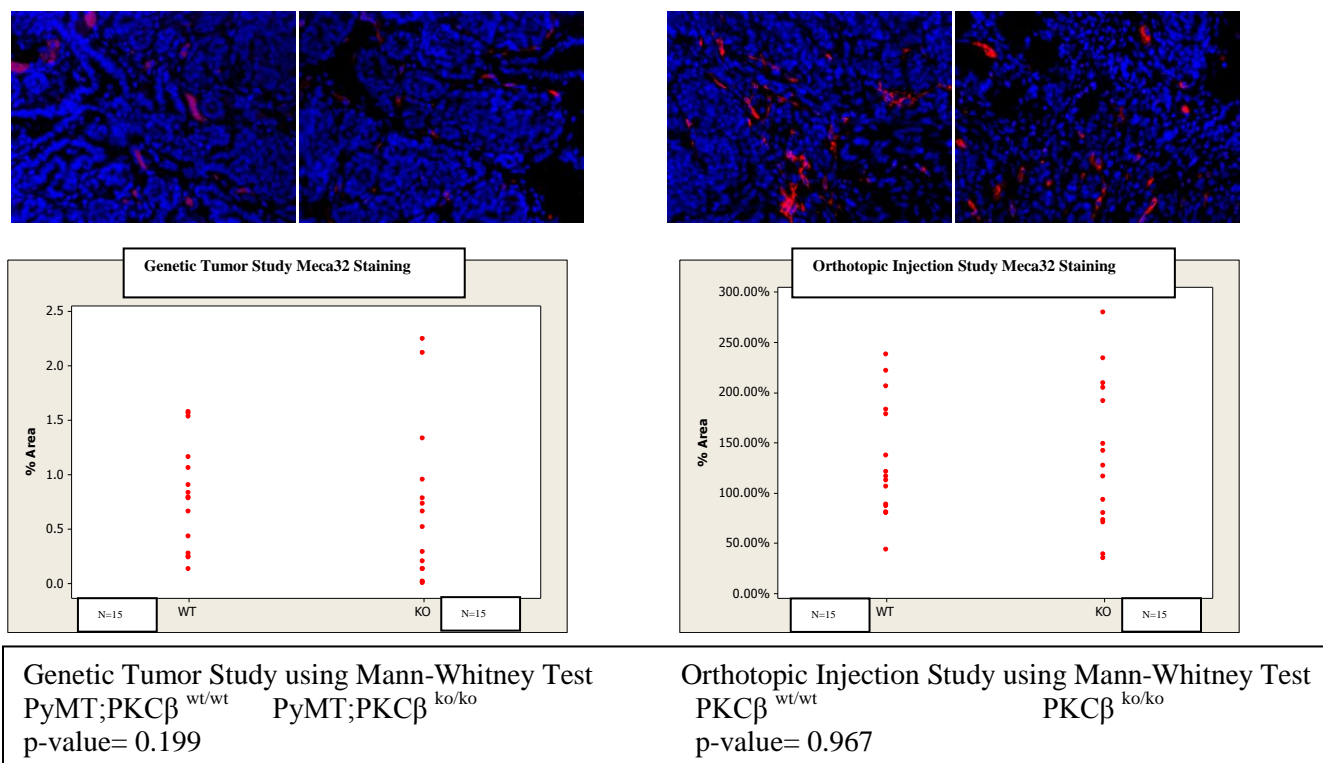 Genetic Tumor Study Meca32 Staining
% Area
2.5
2.0
1.5
1.0
0.5
0.0
N=15
WT
KO
N=15
Orthotopic Injection Study Meca32 Staining
% Area
300.00%
250.00%
200.00%
150.00%
100.00%
50.00%
0.00%
N=15
WT
KO
N=15
Genetic Tumor Study using Mann-Whitney Test
PyMT;PKCβ wt/wt PyMT;PKCβ ko/ko
p-value= 0.199
Orthotopic Injection Study using Mann-Whitney Test
PKCβ wt/wt PKCβ ko/ko
p-value= 0.967